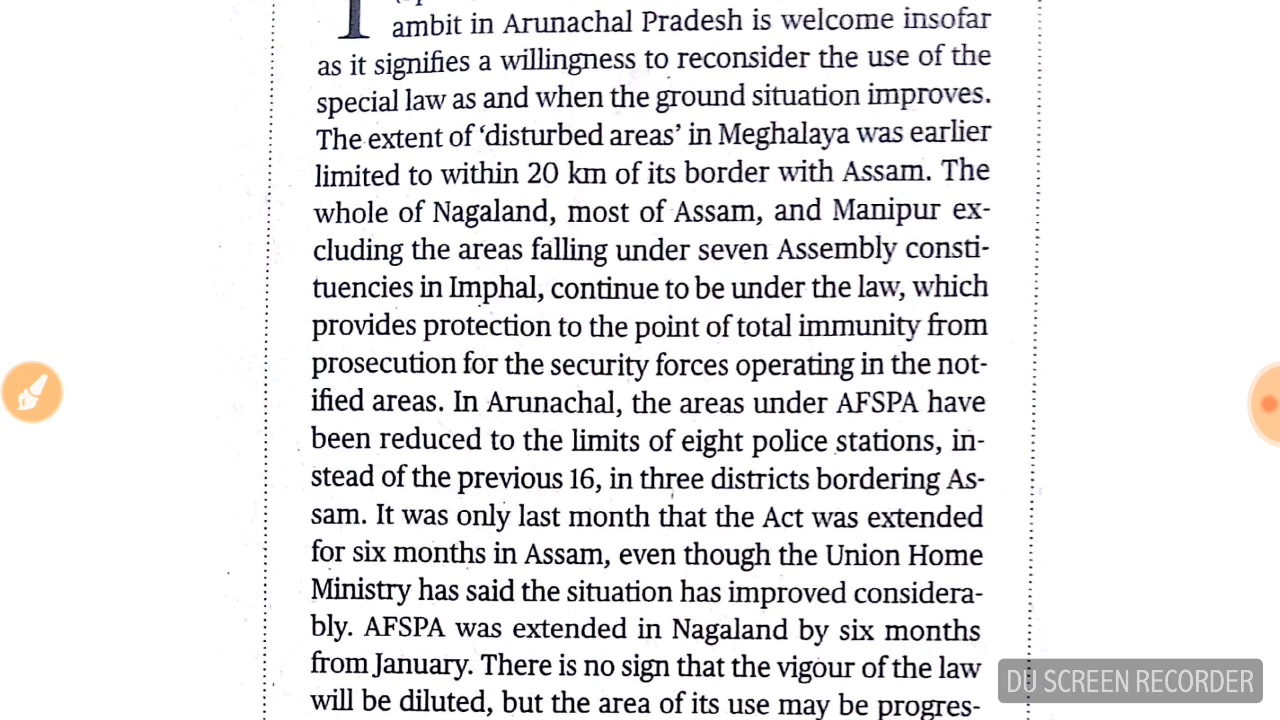 ambit in Arunachal Pradesh is welcome insofar
as it signifies a willingness to reconsider the use of the
special law as and when the ground situation improves.
The extent of ‘disturbed areas’ in Meghalaya was earlier
limited to within 20 km of its border with Assam. The
whole of Nagaland, most of Assam, and Manipur ex-
cluding the areas falling under seven Assembly consti-
tuencies in Imphal, continue to be under the law, which
provides protection to the point of total immunity from
prosecution for the security forces operating in the not-
ified areas. In Arunachal, the areas under AFSPA have
been reduced to the limits of eight police stations, in-
stead of the previous 16, in three districts bordering As-
sam. It was only last month that the Act was extended
for six months in Assam, even though the Union Home
Ministry has said the situation has improved considera-
bly. AFSPA was extended in Nagaland by six months
from January. There is no sign that the vigour of the law
will be diluted, but the area of its use may be progres-
DU SCREEN RECORDER